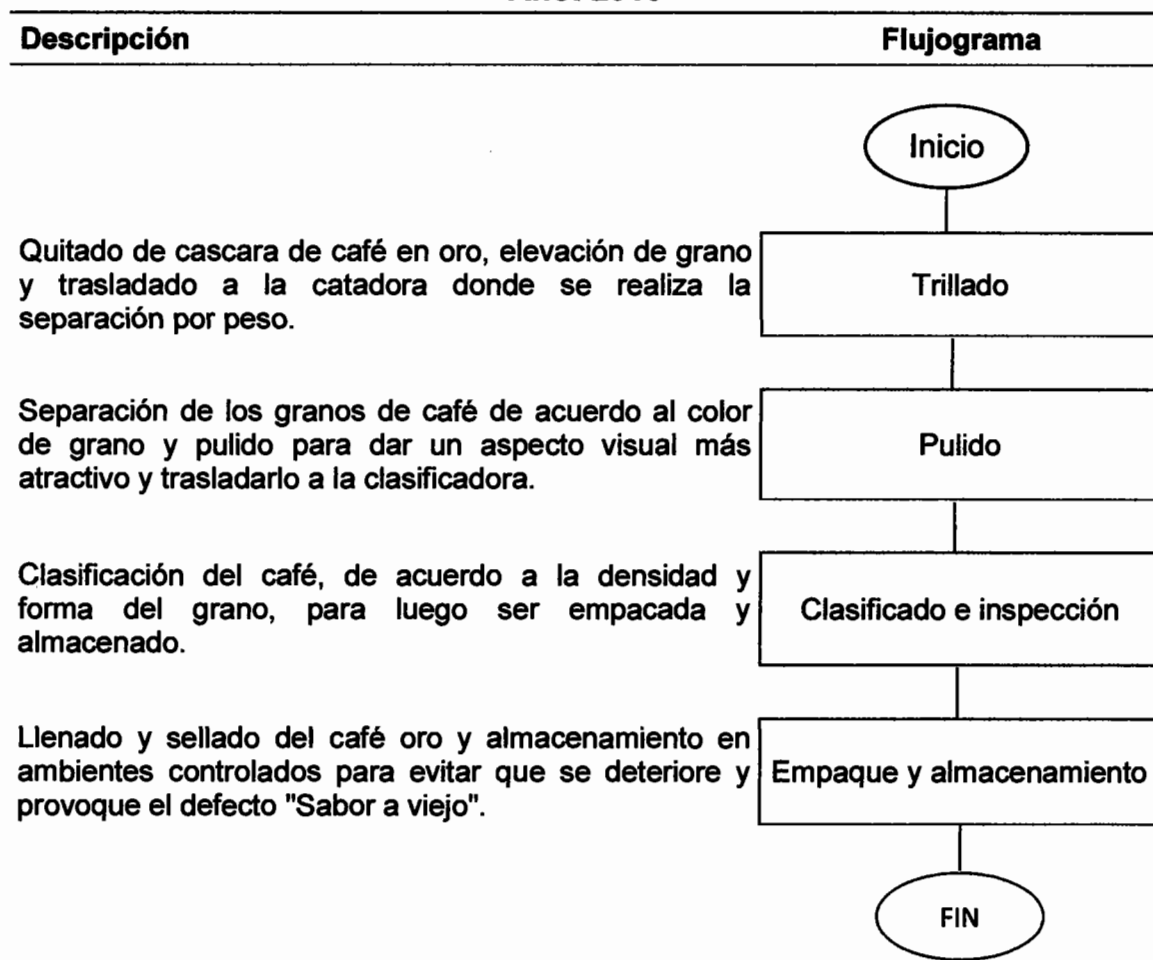 Descripción Flujograma
Inicio
Quitado de cascara de café en oro, elevación de grano
y trasladado a la catadora donde se realiza la
separación por peso.
Trillado
Separación de los granos de café de acuerdo al color
de grano y pulido para dar un aspecto visual más
atractivo y trasladarlo a la clasificadora.
Pulido
Clasificación del café, de acuerdo a la densidad y
forma del grano, para luego ser empacada y
almacenado.
Clasificado e inspección
Llenado y sellado del café oro y almacenamiento en
ambientes controlados para evitar que se deteriore y
provoque el defecto "Sabor a viejo".
Empaque y almacenamiento
FIN